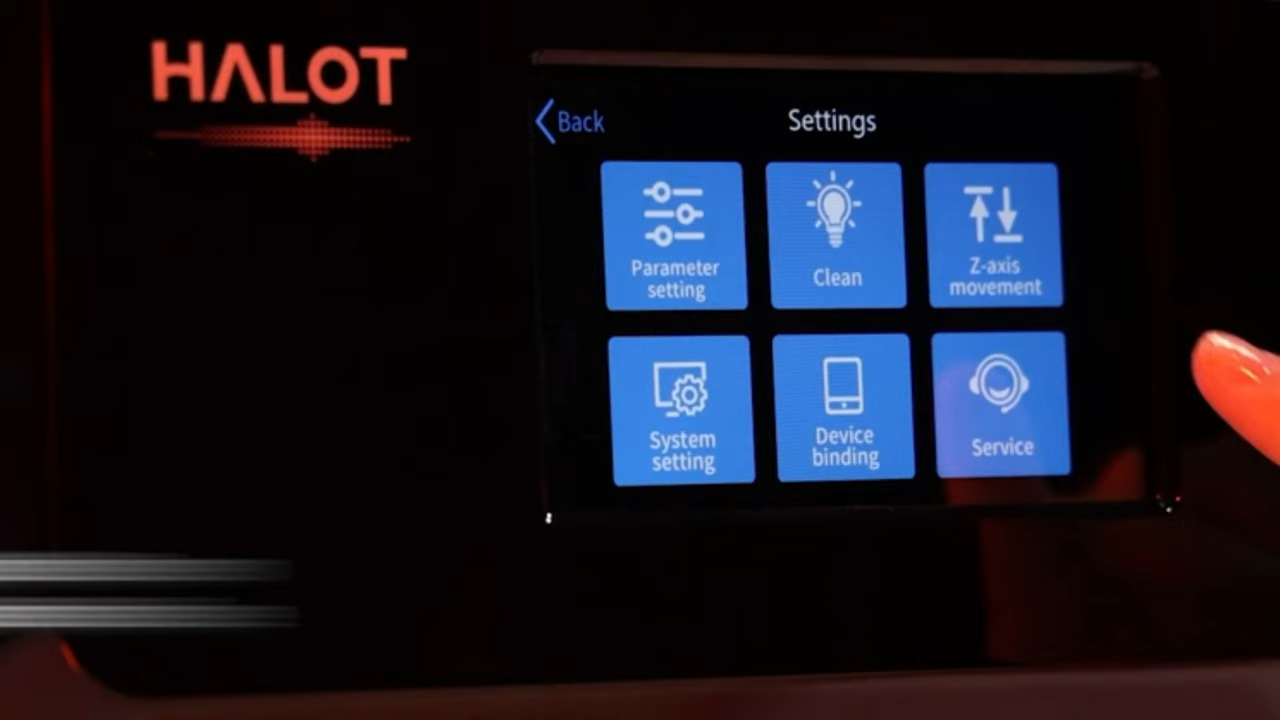 HALOT
Back
Settings
Parameter
setting
Clean
Z-axis
movement
System
setting
Device
binding
Service